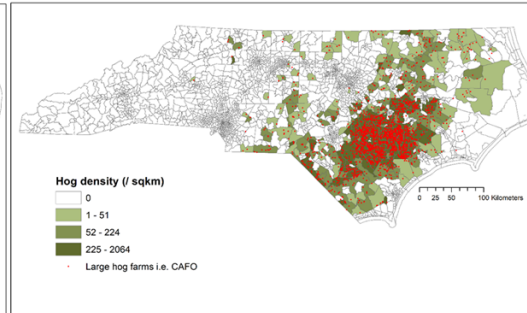 Hog density (/ sqkm)
0
1 - 51
52 - 224
225 - 2064
Large hog farms i.e. CAFO
0 25 50 100 Kilometers